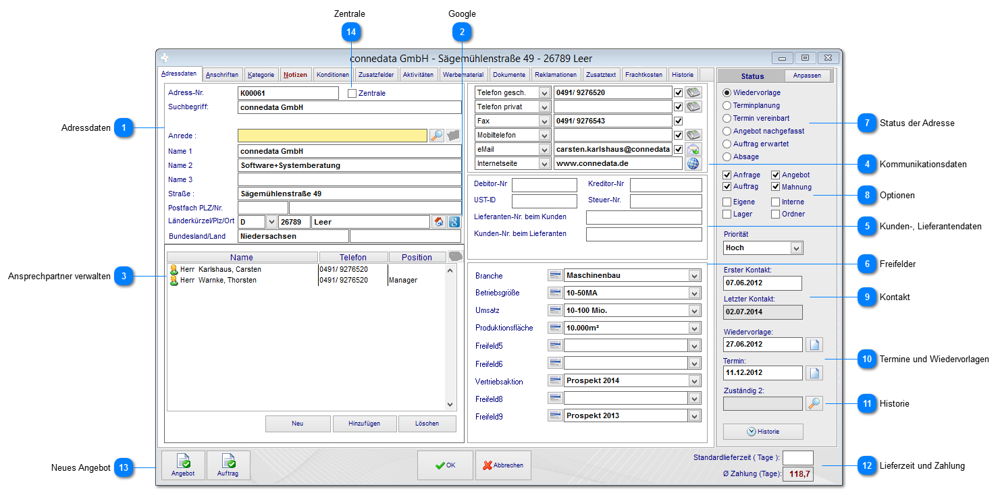 Zentrale
Google
14
2
connedata GmbH - Sägemühlenstraße 49 - 26789 Leer
Adressdaten
Anschriften
Kategorie
Notizen
Konditionen
Zusatzfelder
Aktivitäten
Werbematerial
Dokumente
Reklamationen
Zusatztext
Frachtkosten
Historie
Adressdaten
1
Adress-Nr.
K00061
Zentrale
Suchbegriff:
connedata GmbH
Anrede :
Name 1
connedata GmbH
Name 2
Software+Systemberatung
Name 3
Straße :
Sägemühlenstraße 49
Postfach PLZ/Nr.
Länderkürzel/Plz/Ort
D
26789
Leer
Bundesland/Land
Niedersachsen
Ansprechpartner verwalten
3
Name
Telefon
Position
Herr Karlshaus, Carsten
0491/ 9276520
Herr Warnke, Thorsten
0491/ 9276520
Manager
Neu
Hinzufügen
Löschen
Telefon gesch.
0491/ 9276520
Telefon privat
Fax
0491/ 9276543
Mobiltelefon
eMail
carsten.karlshaus@connedata
Internetseite
www.connedata.de
Debitor-Nr
Kreditor-Nr
UST-ID
Steuer-Nr.
Lieferanten-Nr. beim Kunden
Kunden-Nr. beim Lieferanten
Branche
Maschinenbau
Betriebsgröße
10-50MA
Umsatz
10-100 Mio.
Produktionsfläche
10.000m²
Freifeld5
Freifeld6
Vertriebsaktion
Prospekt 2014
Freifeld8
Freifeld9
Prospekt 2013
Status
Anpassen
Wiedervorlage
Terminplanung
Termin vereinbart
Angebot nachgefasst
Auftrag erwartet
Absage
Anfrage
Angebot
Auftrag
Mahnung
Eigene
Interne
Lager
Ordner
Priorität
Hoch
Erster Kontakt:
07.06.2012
Letzter Kontakt:
02.07.2014
Wiedervorlage:
27.06.2012
Termin:
11.12.2012
Zuständig 2:
Historie
7
Status der Adresse
4
Kommunikationsdaten
8
Optionen
5
Kunden-, Lieferantendaten
6
Freifelder
9
Kontakt
10
Termine und Wiedervorlagen
11
Historie
Neues Angebot
13
Angebot
Auftrag
OK
Abbrechen
Standardlieferzeit ( Tage ):
Ø Zahlung (Tage):
118,7
12
Lieferzeit und Zahlung